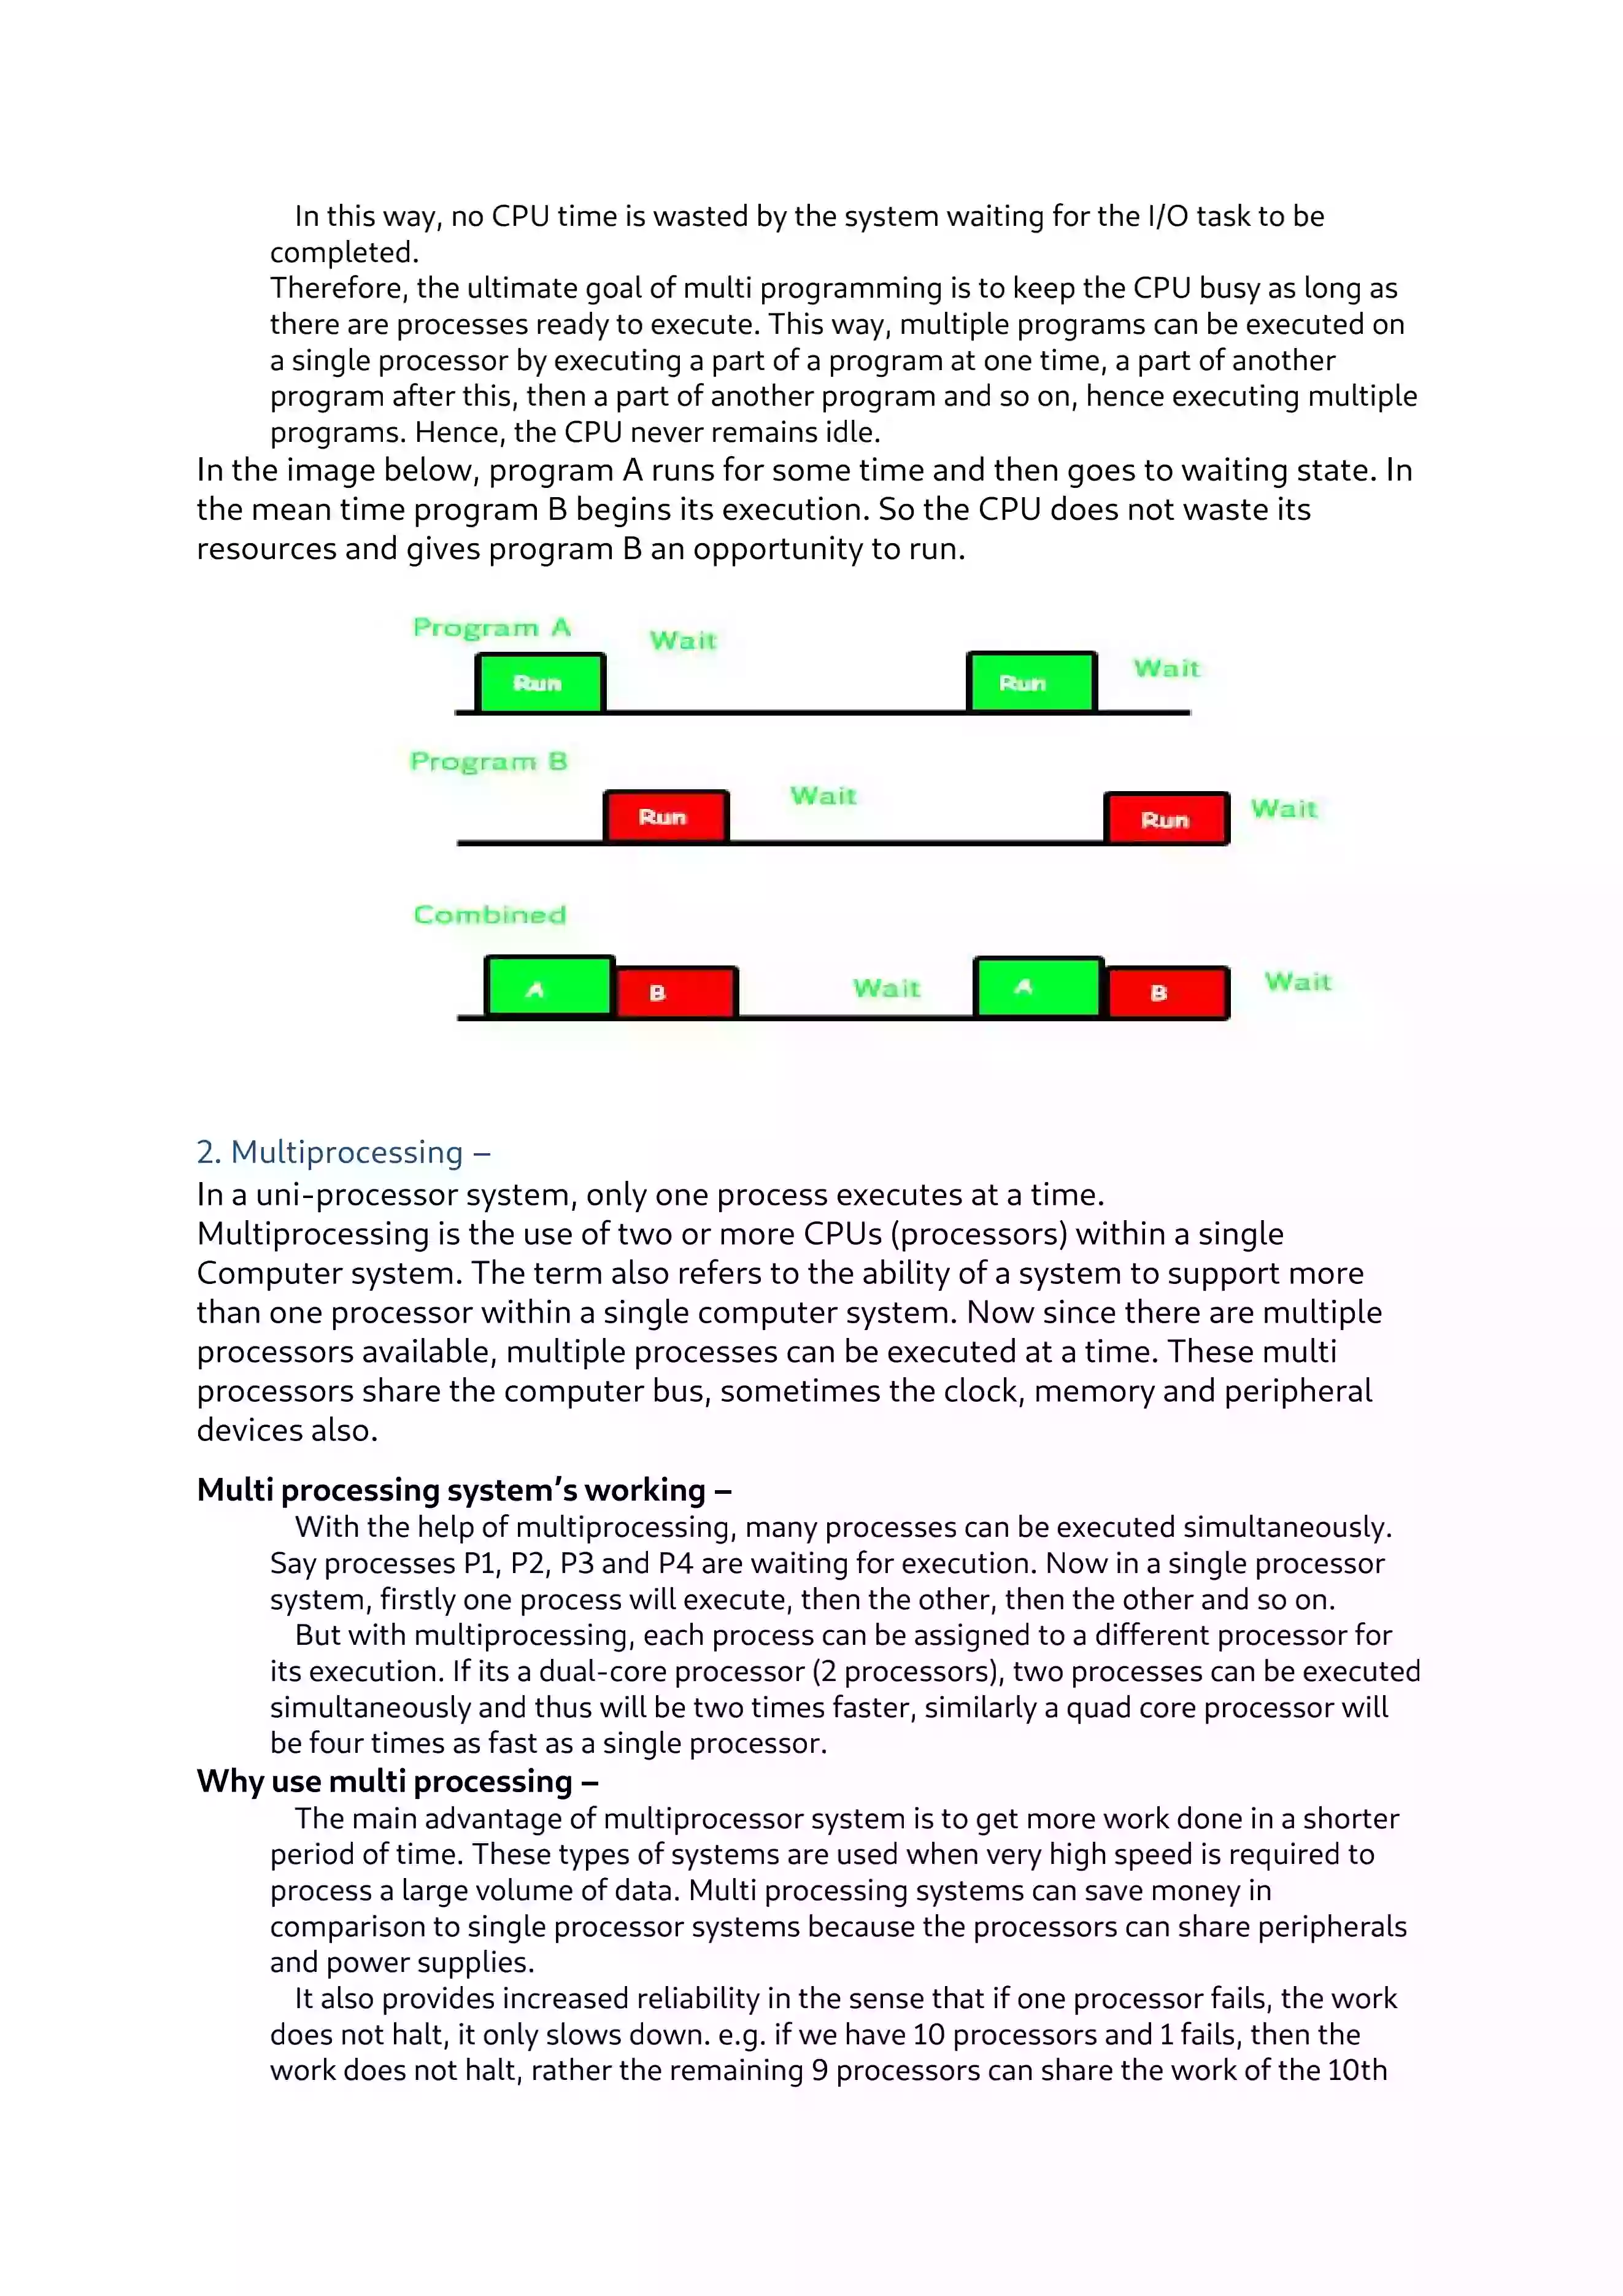 In this way, no CPU time is wasted by the system waiting for the I/O task to be
completed.
Therefore, the ultimate goal of multi programming is to keep the CPU busy as long as
there are processes ready to execute. This way, multiple programs can be executed on
a single processor by executing a part of a program at one time, a part of another
program after this, then a part of another program and so on, hence executing multiple
programs. Hence, the CPU never remains idle.
In the image below, program A runs for some time and then goes to waiting state. In
the mean time program B begins its execution. So the CPU does not waste its
resources and gives program B an opportunity to run.
Program A
Wait
Run
Run
Wait
Program B
Run
Wait
Run
Wait
Combined
A
B
Wait
A
B
Wait
2. Multiprocessing –
In a uni-processor system, only one process executes at a time.
Multiprocessing is the use of two or more CPUs (processors) within a single
Computer system. The term also refers to the ability of a system to support more
than one processor within a single computer system. Now since there are multiple
processors available, multiple processes can be executed at a time. These multi
processors share the computer bus, sometimes the clock, memory and peripheral
devices also.
Multi processing system’s working –
With the help of multiprocessing, many processes can be executed simultaneously.
Say processes P1, P2, P3 and P4 are waiting for execution. Now in a single processor
system, firstly one process will execute, then the other, then the other and so on.
But with multiprocessing, each process can be assigned to a different processor for
its execution. If its a dual-core processor (2 processors), two processes can be executed
simultaneously and thus will be two times faster, similarly a quad core processor will
be four times as fast as a single processor.
Why use multi processing –
The main advantage of multiprocessor system is to get more work done in a shorter
period of time. These types of systems are used when very high speed is required to
process a large volume of data. Multi processing systems can save money in
comparison to single processor systems because the processors can share peripherals
and power supplies.
It also provides increased reliability in the sense that if one processor fails, the work
does not halt, it only slows down. e.g. if we have 10 processors and 1 fails, then the
work does not halt, rather the remaining 9 processors can share the work of the 10th